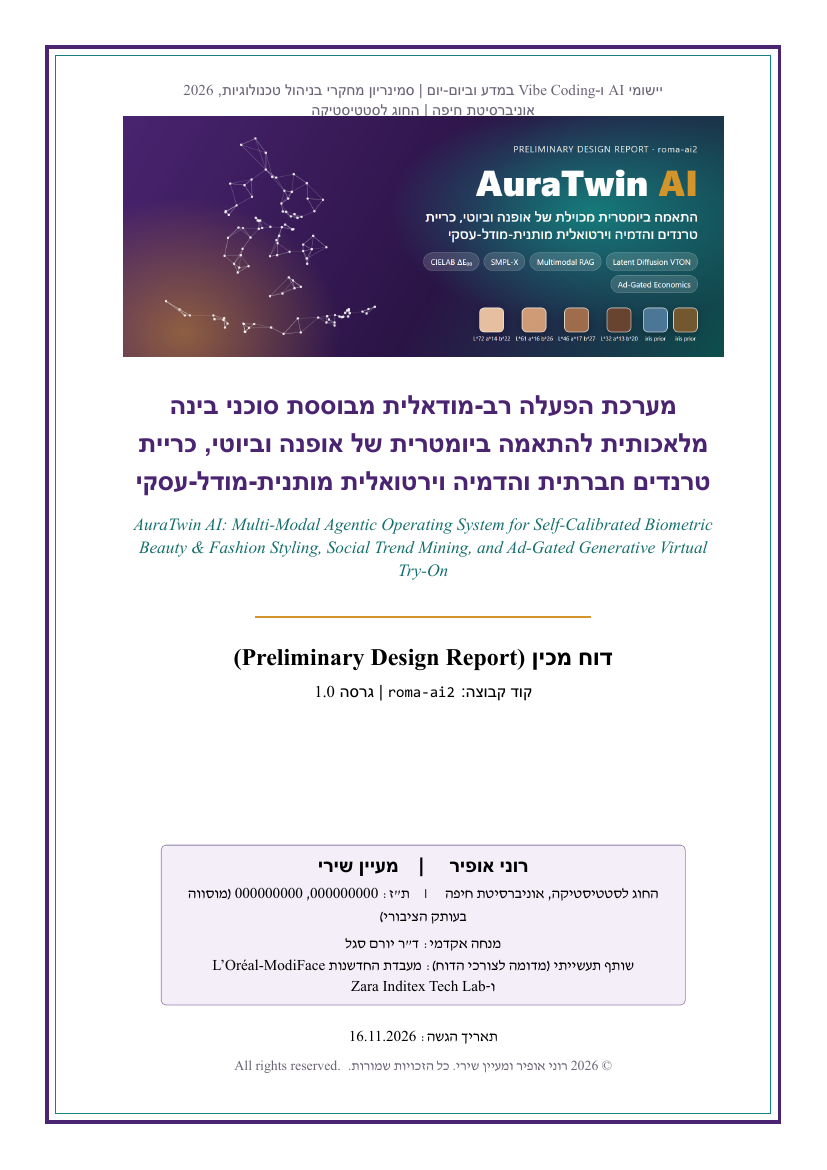 יישומי AI ו-Vibe Coding במדע וביום-יום | סמינריון מחקרי בניהול טכנולוגיות, 2026
אוניברסיטת חיפה | החוג לסטטיסטיקה
PRELIMINARY DESIGN REPORT · roma-ai2
AuraTwin AI
התאמה ביומטרית מכוילת של אופנה וביוטי, כריית
טרנדים והדמיה וירטואלית מותנית-מודל-עסקי
CIELAB ΔE₀₀ SMPL-X Multimodal RAG Latent Diffusion VTON
Ad-Gated Economics
L*72 a*14 b*22 L*61 a*16 b*26 L*46 a*17 b*27 L*32 a*13 b*20 iris prior iris prior
מערכת הפעלה רב-מודאלית מבוססת סוכני בינה
מלאכותית להתאמה ביומטרית של אופנה וביוטי, כריית
טרנדים חברתית והדמיה וירטואלית מותנית-מודל-עסקי
AuraTwin AI: Multi-Modal Agentic Operating System for Self-Calibrated Biometric
Beauty & Fashion Styling, Social Trend Mining, and Ad-Gated Generative Virtual
Try-On
דוח מכין (Preliminary Design Report)
קוד קבוצה: roma-ai2 | גרסה 1.0
רוני אופיר | מעיין שירי
החוג לסטטיסטיקה, אוניברסיטת חיפה | ת״ז: 000000000, 000000000 (מוסווה
בעותק הציבורי)
מנחה אקדמי: ד״ר יורם סגל
שותף תעשייתי (מדומה לצורכי הדוח): מעבדת החדשנות L’Oréal-ModiFace
ו-Zara Inditex Tech Lab
תאריך הגשה: 16.11.2026
© 2026 רוני אופיר ומעיין שירי. כל הזכויות שמורות. All rights reserved.